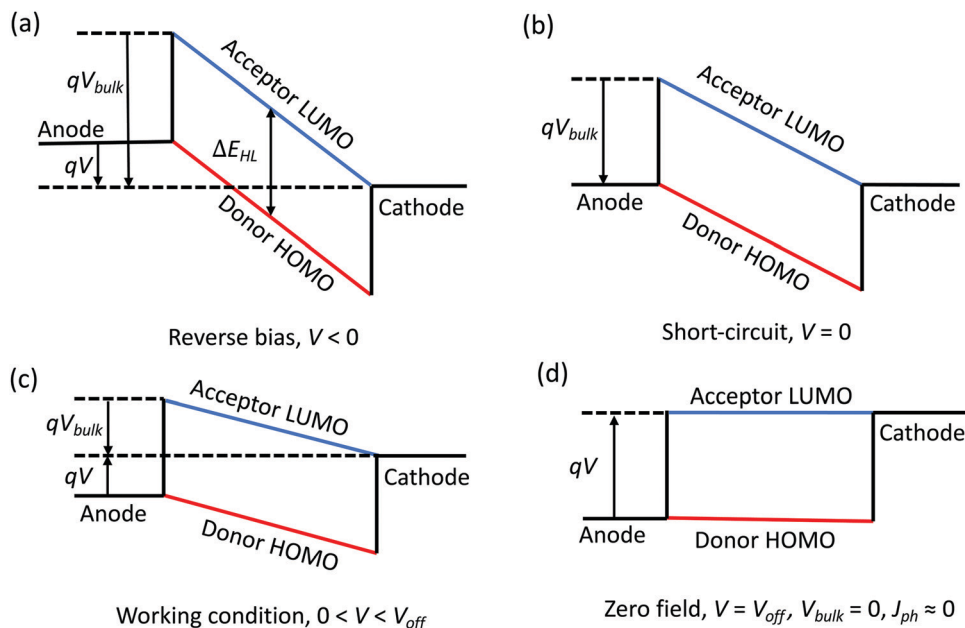 (a)
qV_bulk
Acceptor LUMO
Anode
qV
ΔE_HL
Donor HOMO
Cathode
Reverse bias, V < 0
(b)
qV_bulk
Acceptor LUMO
Anode
Donor HOMO
Cathode
Short-circuit, V = 0
(c)
Acceptor LUMO
qV_bulk
qV
Cathode
Anode
Donor HOMO
Working condition, 0 < V < V_off
(d)
Acceptor LUMO
qV
Cathode
Anode
Donor HOMO
Zero field, V = V_off, V_bulk = 0, J_ph ≈ 0